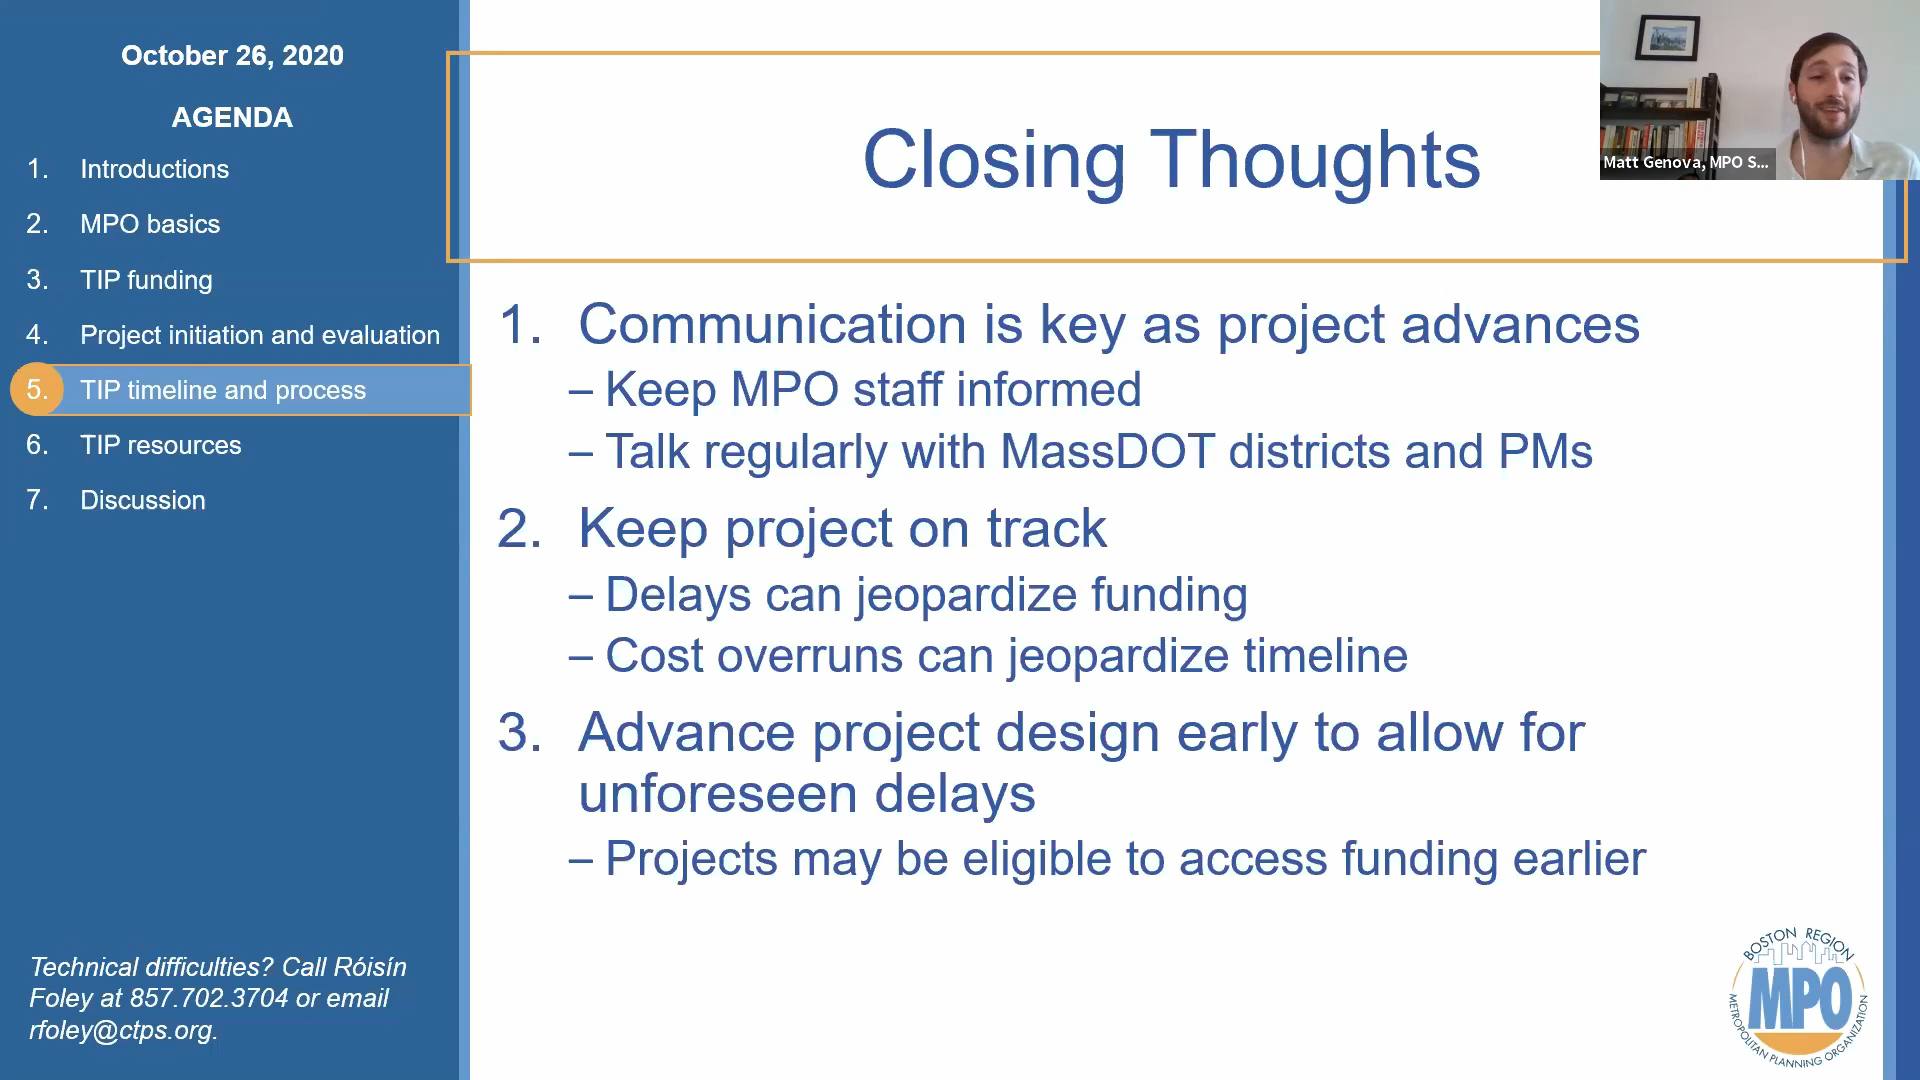 October 26, 2020
AGENDA
1. Introductions
2. MPO basics
3. TIP funding
4. Project initiation and evaluation
5. TIP timeline and process
6. TIP resources
7. Discussion
Technical difficulties? Call Róisín
Foley at 857.702.3704 or email
rfoley@ctps.org.
Closing Thoughts
1. Communication is key as project advances
– Keep MPO staff informed
– Talk regularly with MassDOT districts and PMs
2. Keep project on track
– Delays can jeopardize funding
– Cost overruns can jeopardize timeline
3. Advance project design early to allow for
unforeseen delays
– Projects may be eligible to access funding earlier
Matt Genova, MPO S...
BOSTON REGION
MPO
METROPOLITAN PLANNING ORGANIZATION